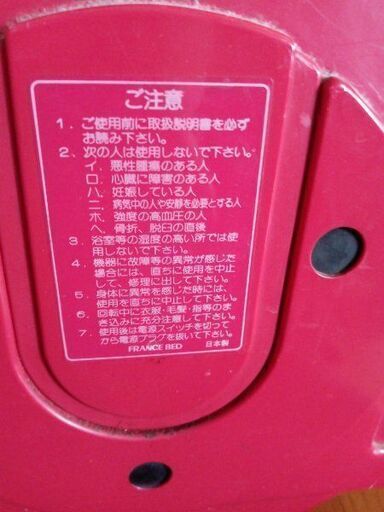 ご注意
1．ご使用前に取扱説明書を必ず
お読み下さい。
2．次の人は使用しないで下さい。
イ．悪性腫瘍のある人
ロ．心臓に障害のある人
ハ．妊娠している人
ニ．病気中の人や安静を必要とする人
ホ．強度の高血圧の人
ヘ．骨折、脱臼の直後
3．浴室等の湿度の高い所では使
用しないで下さい。
4．機器に故障等の異常が感じた
場合には、直ちに使用を中止
して、修理に出して下さい。
5．身体に異常を感じた時には、
使用を直ちに中止して下さい。
6．回転中に衣服・毛髪・指等のま
き込みに充分注意して下さい。
7．使用後は電源スイッチを切って
から電源プラグを抜いて下さい。
FRANCE BED 日本製